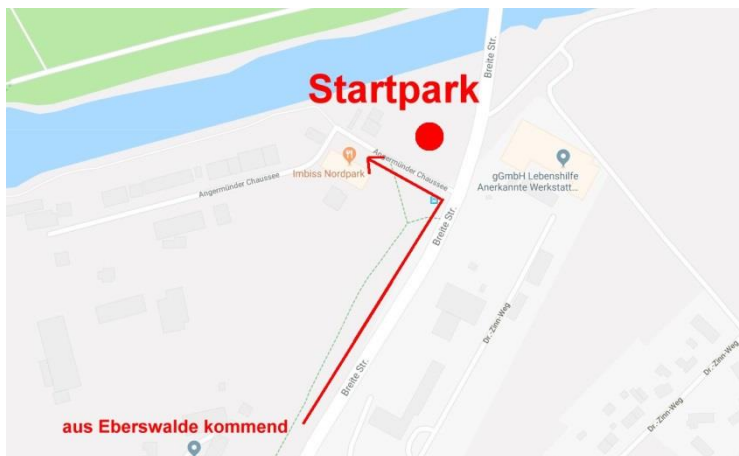 Breite Str.
Startpark
Angermünder Chaussee
Imbiss Nordpark
gGmbH Lebenshilfe
Anerkannte Werkstatt...
Angermünder Chaussee
Breite Str.
Dr.-Zinn-Weg
Dr.-Zinn-Weg
Breite Str.
aus Eberswalde kommend
Dr.-Zinn-Weg